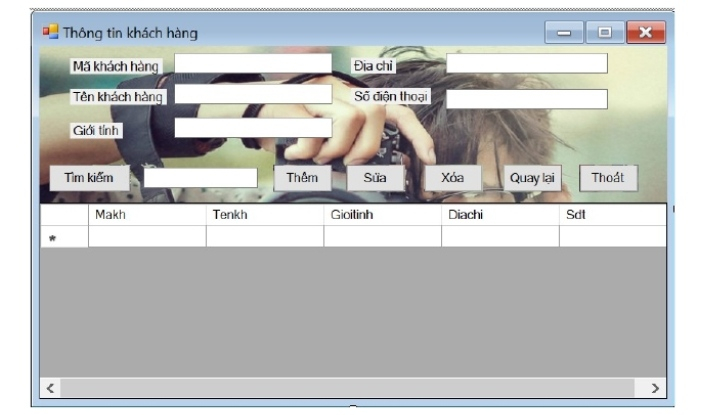 Thông tin khách hàng
Mã khách hàng
Địa chỉ
Tên khách hàng
Số điện thoại
Giới tính
Tìm kiếm Thêm Sửa Xóa Quay lại Thoát
Makh Tenkh Gioitinh Diachi Sdt
*